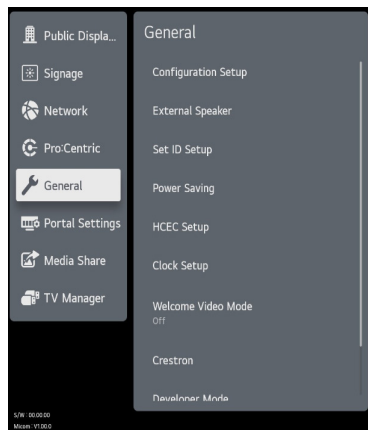 Public Displa...
Signage
Network
Pro:Centric
General
Portal Settings
Media Share
TV Manager
General
Configuration Setup
External Speaker
Set ID Setup
Power Saving
HCEC Setup
Clock Setup
Welcome Video Mode
Off
Crestron
Developer Mode
S/W : 00.00.00
Micom : V1.00.0